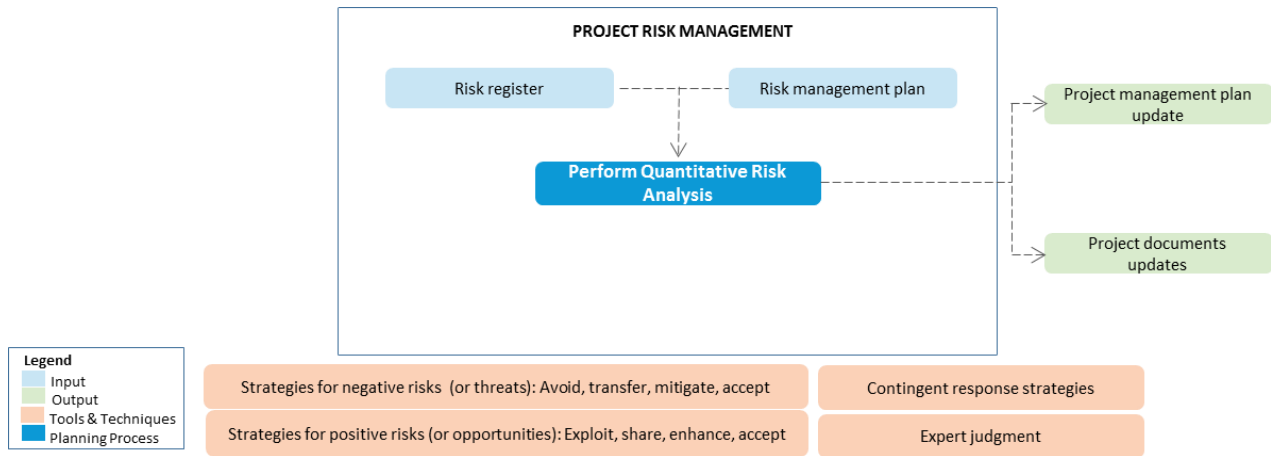 PROJECT RISK MANAGEMENT
Risk register
Risk management plan
Project management plan
update
Perform Quantitative Risk
Analysis
Project documents
updates
Legend
Input
Output
Tools & Techniques
Planning Process
Strategies for negative risks (or threats): Avoid, transfer, mitigate, accept
Contingent response strategies
Strategies for positive risks (or opportunities): Exploit, share, enhance, accept
Expert judgment